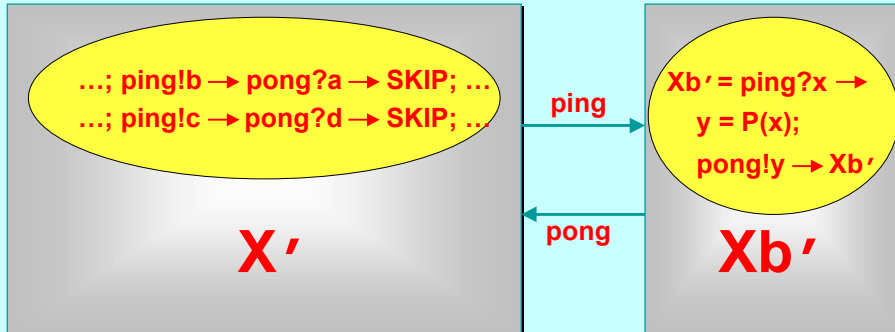 …; ping!b → pong?a → SKIP; …
…; ping!c → pong?d → SKIP; …
X′
ping
pong
Xb′ = ping?x →
y = P(x);
pong!y → Xb′
Xb′